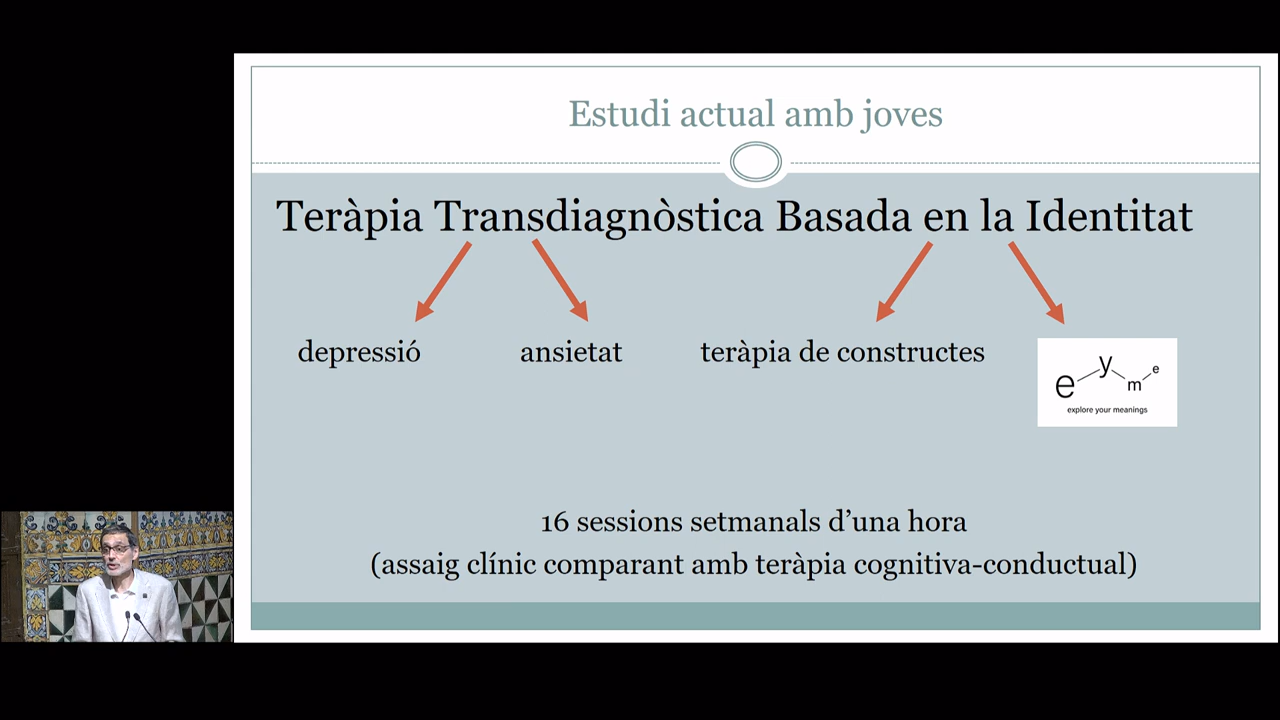 Estudi actual amb joves
Teràpia Transdiagnòstica Basada en la Identitat
depressió ansietat teràpia de constructes
e y m e
explore your meanings
16 sessions setmanals d’una hora
(assaig clínic comparant amb teràpia cognitiva-conductual)